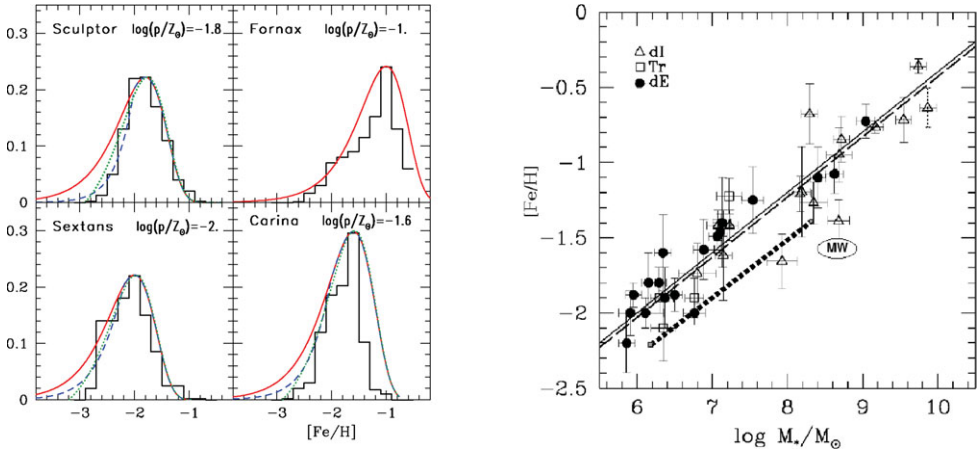 Sculptor log(p/Z⊙)=−1.8
Fornax log(p/Z⊙)=−1.
0.3
0.2
0.1
0
Sextans log(p/Z⊙)=−2.
Carina log(p/Z⊙)=−1.6
0.3
0.2
0.1
0
−3 −2 −1 −3 −2 −1
[Fe/H]
0
−0.5
−1
−1.5
−2
−2.5
[Fe/H]
dI
Tr
dE
MW
6 7 8 9 10
log M*/M⊙